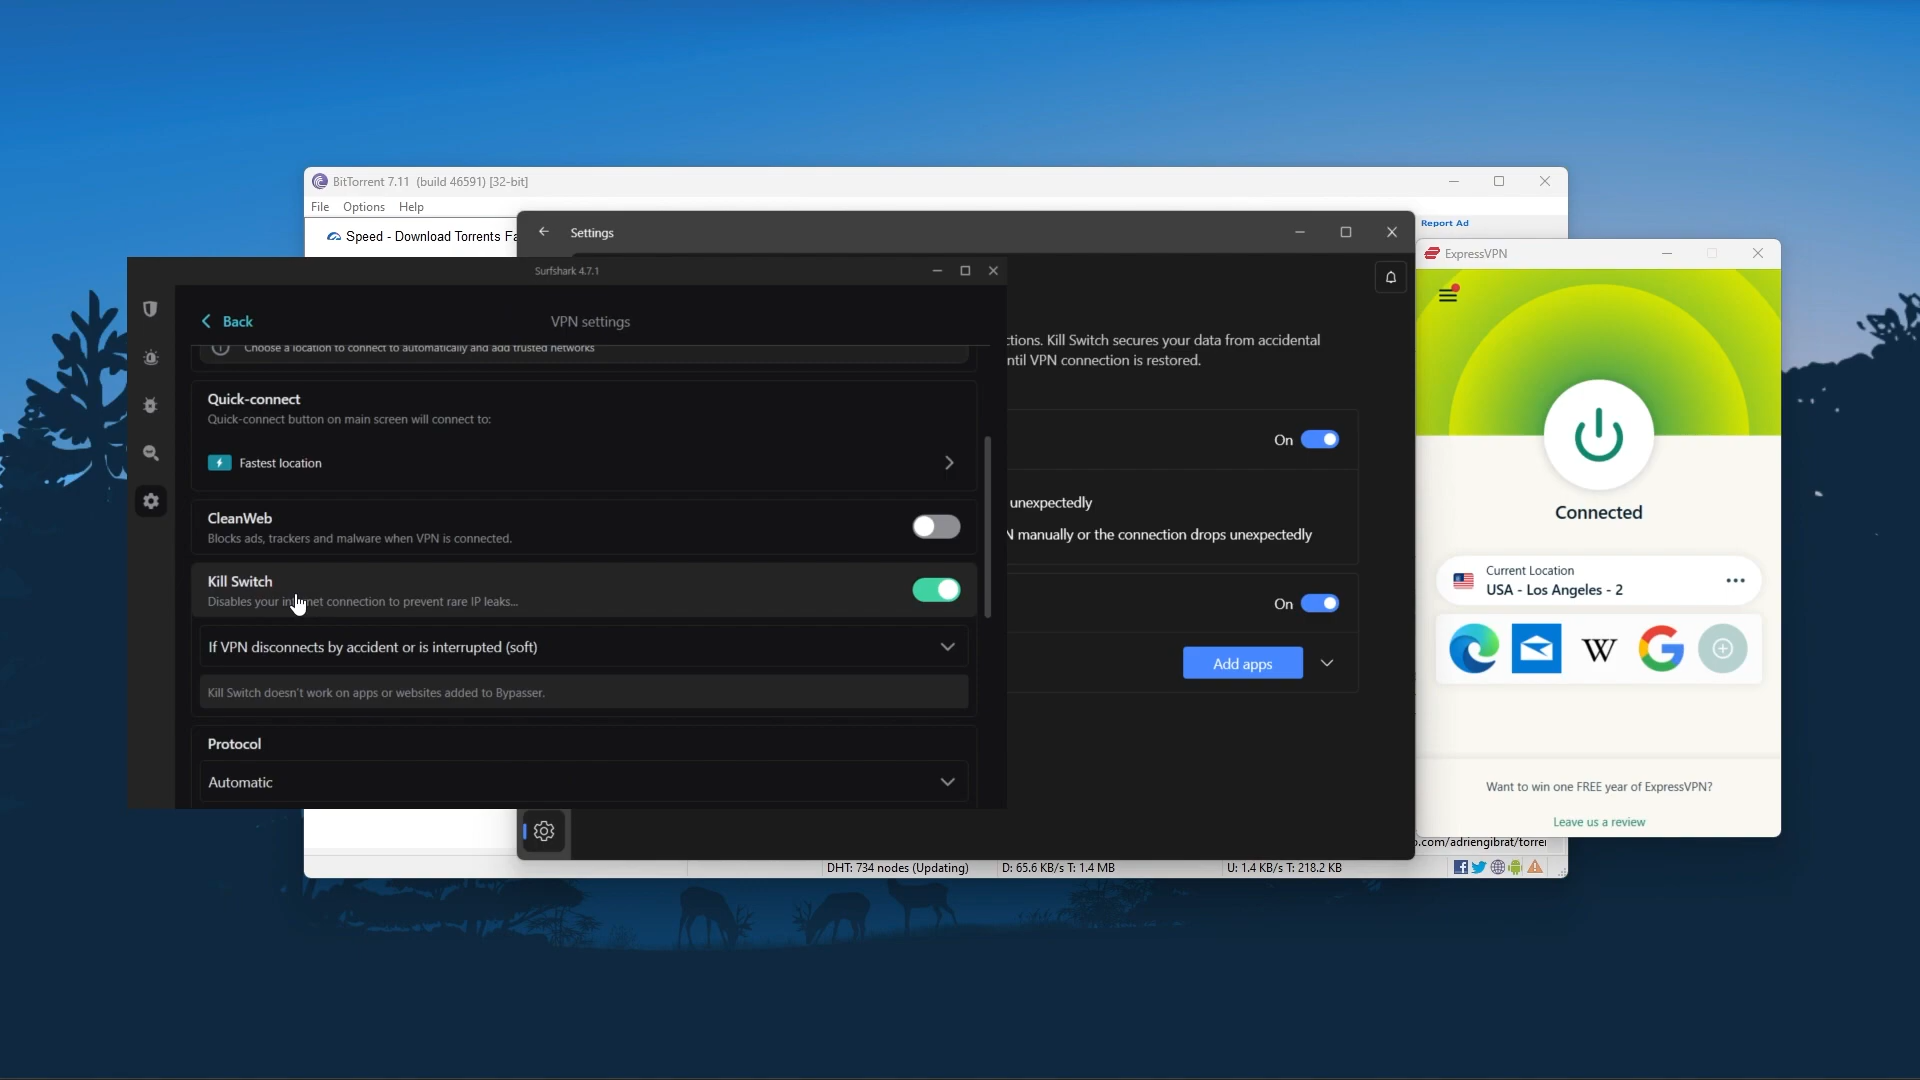 BitTorrent 7.11 (build 46591) [32-bit]
File Options Help
Speed - Download Torrents Fa
Report Ad
Settings
ctions. Kill Switch secures your data from accidental
ntil VPN connection is restored.
On
unexpectedly
N manually or the connection drops unexpectedly
On
Add apps
Surfshark 4.7.1
Back
VPN settings
Choose a location to connect to automatically and add trusted networks
Quick-connect
Quick-connect button on main screen will connect to:
Fastest location
CleanWeb
Blocks ads, trackers and malware when VPN is connected.
Kill Switch
Disables your internet connection to prevent rare IP leaks...
If VPN disconnects by accident or is interrupted (soft)
Kill Switch doesn't work on apps or websites added to Bypasser.
Protocol
Automatic
ExpressVPN
Connected
Current Location
USA - Los Angeles - 2
W
G
Want to win one FREE year of ExpressVPN?
Leave us a review
.com/adriengibrat/torre
DHT: 734 nodes (Updating)
D: 65.6 KB/s T: 1.4 MB
U: 1.4 KB/s T: 218.2 KB